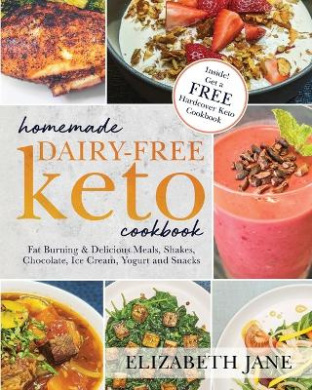 Inside!
Get a
FREE
Hardcover Keto
Cookbook
homemade
DAIRY-FREE
keto
cookbook
Fat Burning & Delicious Meals, Shakes,
Chocolate, Ice Cream, Yogurt and Snacks
ELIZABETH JANE